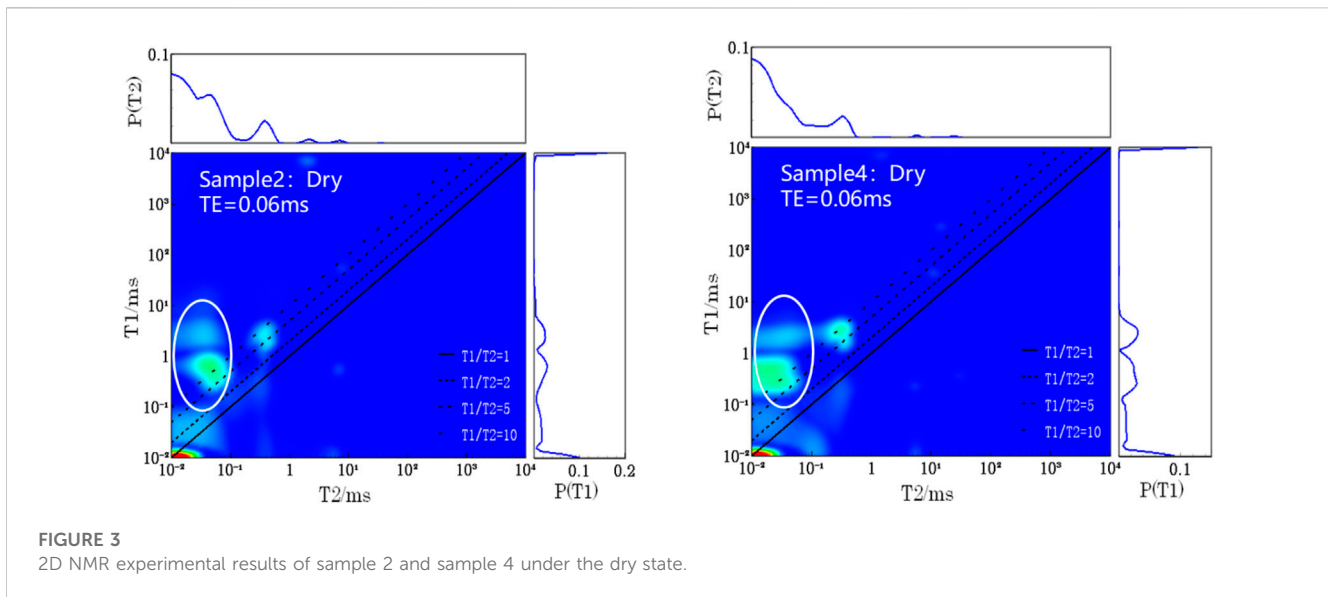 0.1
P(T2)
10⁴
Sample2: Dry
TE=0.06ms
10³
10²
T1/ms
10¹
1
10⁻¹
10⁻²
T1/T2=1
T1/T2=2
T1/T2=5
T1/T2=10
10⁻² 10⁻¹ 1 10¹ 10² 10³ 10⁴
T2/ms
0.1 0.2
P(T1)
0.1
P(T2)
10⁴
Sample4: Dry
TE=0.06ms
10³
10²
T1/ms
10¹
1
10⁻¹
10⁻²
T1/T2=1
T1/T2=2
T1/T2=5
T1/T2=10
10⁻² 10⁻¹ 1 10¹ 10² 10³ 10⁴
T2/ms
0.1
P(T1)
FIGURE 3
2D NMR experimental results of sample 2 and sample 4 under the dry state.